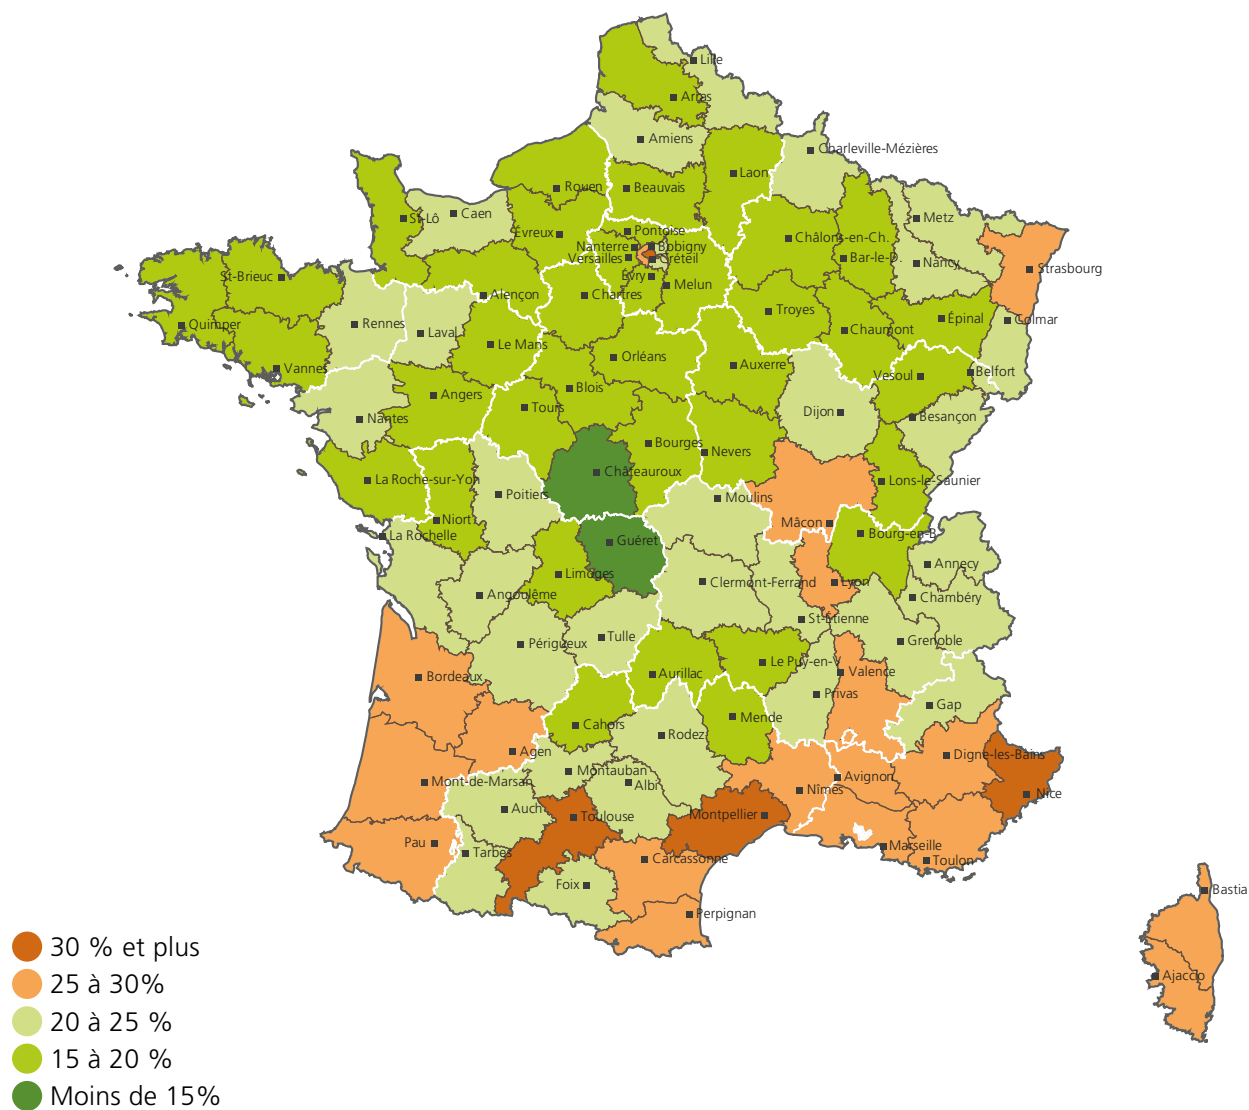 Lille
Arras
Amiens
Charleville-Mézières
Laon
Rouen
Beauvais
St-Lô
Caen
Metz
Évreux
Pontoise
Châlons-en-Ch.
Nanterre
Bobigny
Versailles
Créteil
Bar-le-D.
Nancy
Strasbourg
St-Brieuc
Évry
Melun
Alençon
Chartres
Troyes
Quimper
Rennes
Laval
Chaumont
Épinal
Colmar
Le Mans
Orléans
Vannes
Auxerre
Vesoul
Belfort
Blois
Angers
Tours
Dijon
Besançon
Nantes
Bourges
Nevers
La Roche-sur-Yon
Châteauroux
Lons-le-Saunier
Poitiers
Moulins
Niort
Mâcon
La Rochelle
Bourg-en-B
Guéret
Annecy
Limoges
Clermont-Ferrand
Lyon
Angoulême
Chambéry
St-Étienne
Tulle
Périgueux
Grenoble
Le Puy-en-V
Bordeaux
Aurillac
Valence
Privas
Gap
Cahors
Mende
Rodez
Agen
Digne-les-Bains
Montauban
Avignon
Mont-de-Marsan
Albi
Nîmes
Nice
Auch
Toulouse
Montpellier
Pau
Tarbes
Marseille
Carcassonne
Toulon
Foix
Bastia
Perpignan
Ajaccio
30 % et plus
25 à 30%
20 à 25 %
15 à 20 %
Moins de 15%